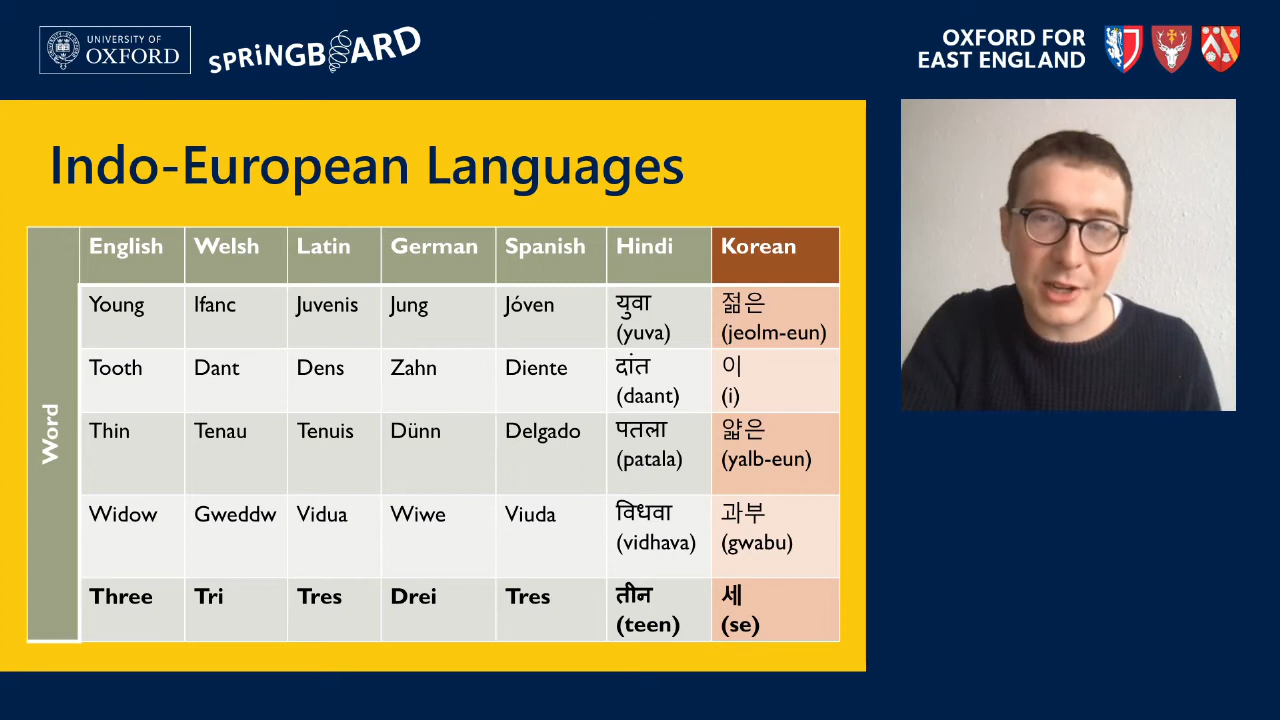 UNIVERSITY OF
OXFORD
SPRiNGBOARD
OXFORD FOR
EAST ENGLAND
Indo-European Languages
Word
English Welsh Latin German Spanish Hindi Korean
Young Ifanc Juvenis Jung Jóven युवा (yuva) 젊은 (jeolm-eun)
Tooth Dant Dens Zahn Diente दांत (daant) 이 (i)
Thin Tenau Tenuis Dünn Delgado पतला (patala) 얇은 (yalb-eun)
Widow Gweddw Vidua Wiwe Viuda विधवा (vidhava) 과부 (gwabu)
Three Tri Tres Drei Tres तीन (teen) 세 (se)